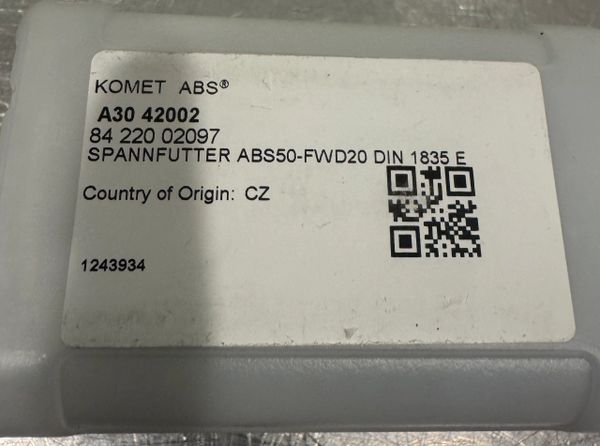 KOMET ABS®
A30 42002
84 220 02097
SPANNFUTTER ABS50-FWD20 DIN 1835 E
Country of Origin: CZ
1243934